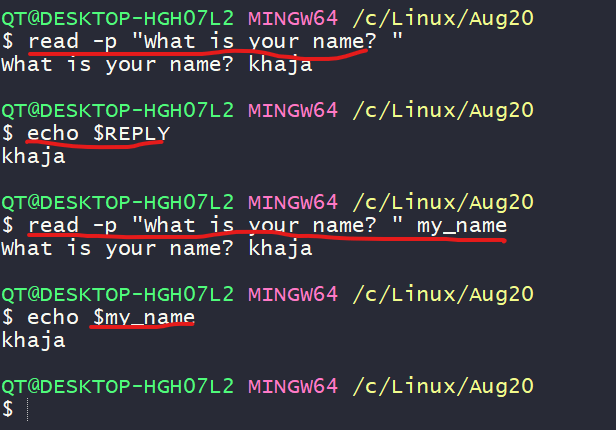 QT@DESKTOP-HGH07L2 MINGW64 /c/Linux/Aug20
$ read -p "What is your name? "
What is your name? khaja
QT@DESKTOP-HGH07L2 MINGW64 /c/Linux/Aug20
$ echo $REPLY
khaja
QT@DESKTOP-HGH07L2 MINGW64 /c/Linux/Aug20
$ read -p "What is your name? " my_name
What is your name? khaja
QT@DESKTOP-HGH07L2 MINGW64 /c/Linux/Aug20
$ echo $my_name
khaja
QT@DESKTOP-HGH07L2 MINGW64 /c/Linux/Aug20
$